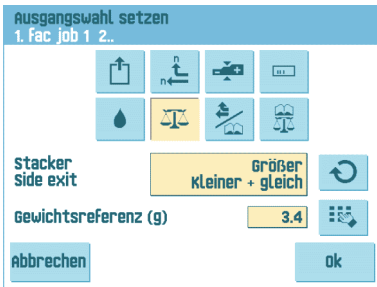 Ausgangswahl setzen
1. Fac job 1 2..
n
n
Stacker
Side exit
Größer
Kleiner + gleich
Gewichtsreferenz (g)
3.4
Abbrechen
Ok